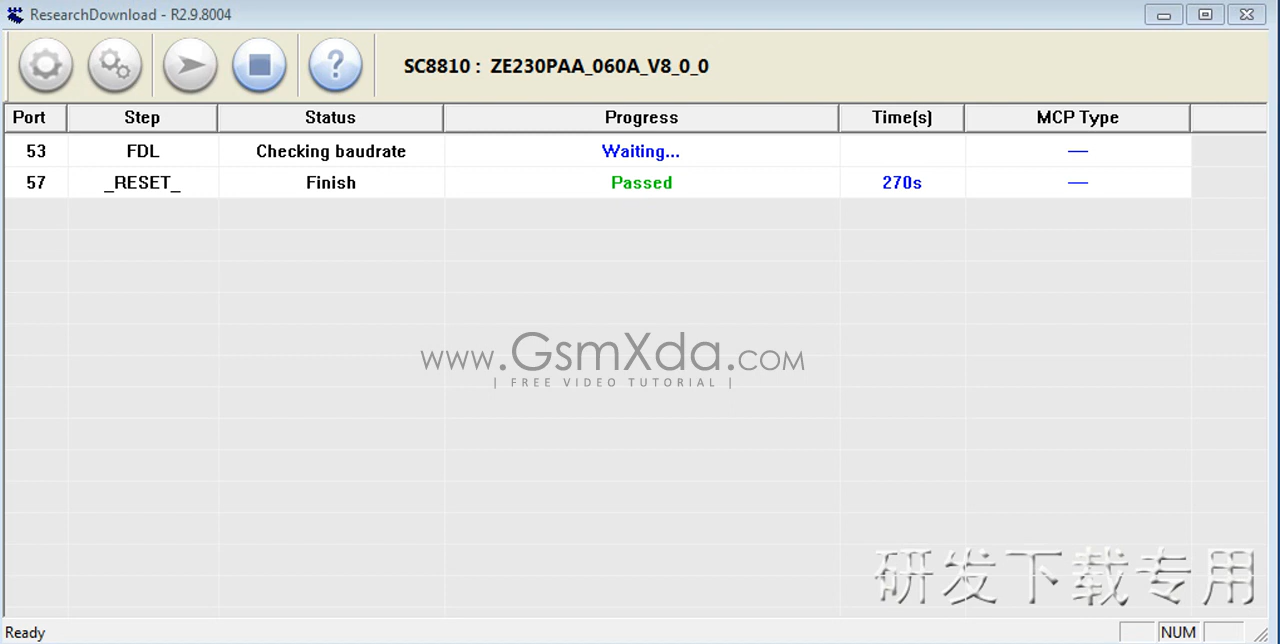 ResearchDownload - R2.9.8004
SC8810 : ZE230PAA_060A_V8_0_0
Port Step Status Progress Time(s) MCP Type
53 FDL Checking baudrate Waiting... —
57 _RESET_ Finish Passed 270s —
www.GsmXda.com
| FREE VIDEO TUTORIAL |
研发下载专用
Ready NUM